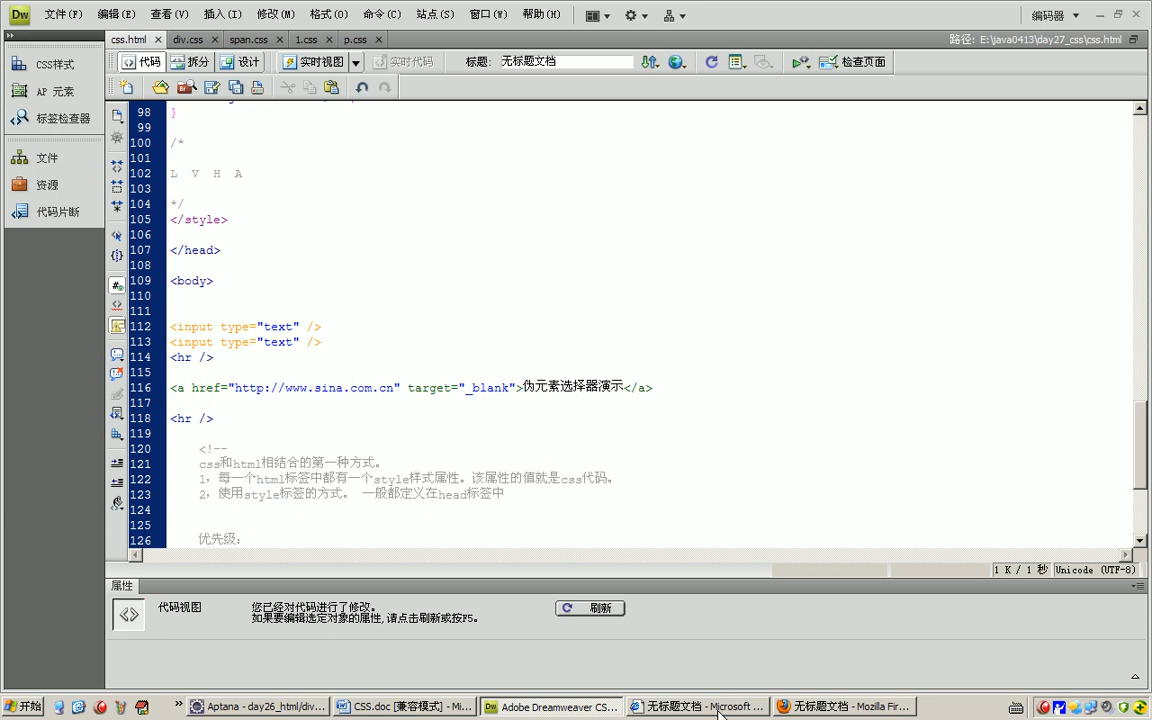 Dw 文件(F) 编辑(E) 查看(V) 插入(I) 修改(M) 格式(O) 命令(C) 站点(S) 窗口(W) 帮助(H) 编码器
css.html div.css span.css 1.css p.css 路径: E:\java0413\day27_css\css.html
代码 拆分 设计 实时视图 实时代码 标题: 无标题文档 检查页面
CSS样式
AP 元素
标签检查器
文件
资源
代码片断
98 }
99
100 /*
101
102 L V H A
103
104 */
105 </style>
106
107 </head>
108
109 <body>
110
111
112 <input type="text" />
113 <input type="text" />
114 <hr />
115
116 <a href="http://www.sina.com.cn" target="_blank">伪元素选择器演示</a>
117
118 <hr />
119
120 <!--
121 css和html相结合的第一种方式。
122 1，每一个html标签中都有一个style样式属性。该属性的值就是css代码。
123 2，使用style标签的方式。 一般都定义在head标签中
124
125
126 优先级：
1 K / 1 秒 Unicode (UTF-8)
属性
代码视图 您已经对代码进行了修改。
如果要编辑选定对象的属性,请点击刷新或按F5。
刷新
开始 Aptana - day26_html/div... CSS.doc [兼容模式] - Mi... Dw Adobe Dreamweaver CS... 无标题文档 - Microsoft ... 无标题文档 - Mozilla Fir...